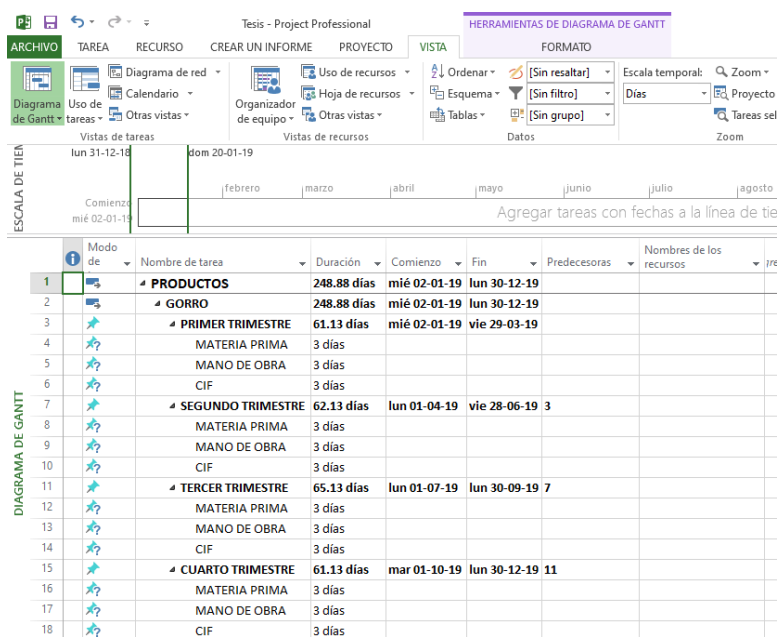 Tesis - Project Professional
HERRAMIENTAS DE DIAGRAMA DE GANTT
ARCHIVO TAREA RECURSO CREAR UN INFORME PROYECTO VISTA FORMATO
Diagrama de Gantt
Uso de tareas
Diagrama de red
Calendario
Otras vistas
Vistas de tareas
Organizador de equipo
Uso de recursos
Hoja de recursos
Otras vistas
Vistas de recursos
Ordenar
Esquema
Tablas
[Sin resaltar]
[Sin filtro]
[Sin grupo]
Datos
Escala temporal:
Días
Zoom
Proyecto
Tareas sel
Zoom
ESCALA DE TIEN
lun 31-12-18 dom 20-01-19
febrero marzo abril mayo junio julio agosto
Comienzo
mié 02-01-19
Agregar tareas con fechas a la línea de tie
DIAGRAMA DE GANTT
Modo de Nombre de tarea Duración Comienzo Fin Predecesoras Nombres de los recursos
1 PRODUCTOS 248.88 días mié 02-01-19 lun 30-12-19
2 GORRO 248.88 días mié 02-01-19 lun 30-12-19
3 PRIMER TRIMESTRE 61.13 días mié 02-01-19 vie 29-03-19
4 MATERIA PRIMA 3 días
5 MANO DE OBRA 3 días
6 CIF 3 días
7 SEGUNDO TRIMESTRE 62.13 días lun 01-04-19 vie 28-06-19 3
8 MATERIA PRIMA 3 días
9 MANO DE OBRA 3 días
10 CIF 3 días
11 TERCER TRIMESTRE 65.13 días lun 01-07-19 lun 30-09-19 7
12 MATERIA PRIMA 3 días
13 MANO DE OBRA 3 días
14 CIF 3 días
15 CUARTO TRIMESTRE 61.13 días mar 01-10-19 lun 30-12-19 11
16 MATERIA PRIMA 3 días
17 MANO DE OBRA 3 días
18 CIF 3 días